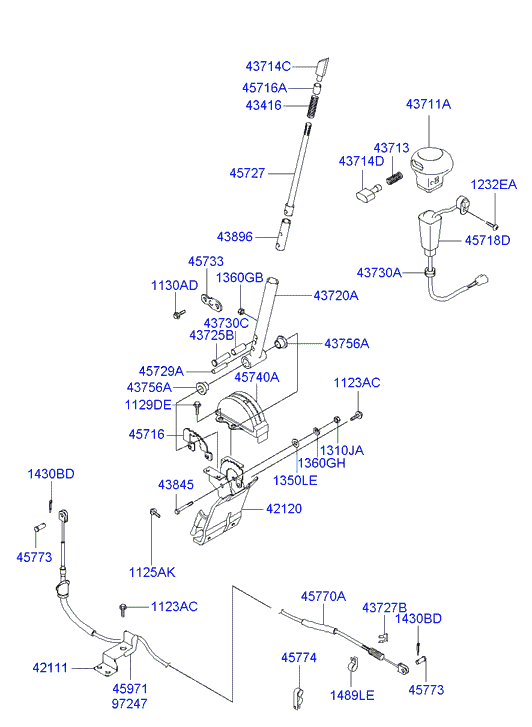 43714C
45716A
43416
43711A
43713
43714D
45727
1232EA
43896
45718D
45733
1360GB
43730A
1130AD
43720A
43730C
43725B
43756A
45729A
45740A
43756A
1123AC
1129DE
45716
1310JA
1360GH
1350LE
1430BD
43845
42120
45773
1125AK
45770A
1123AC
43727B
1430BD
45774
42111
45971
97247
1489LE
45773